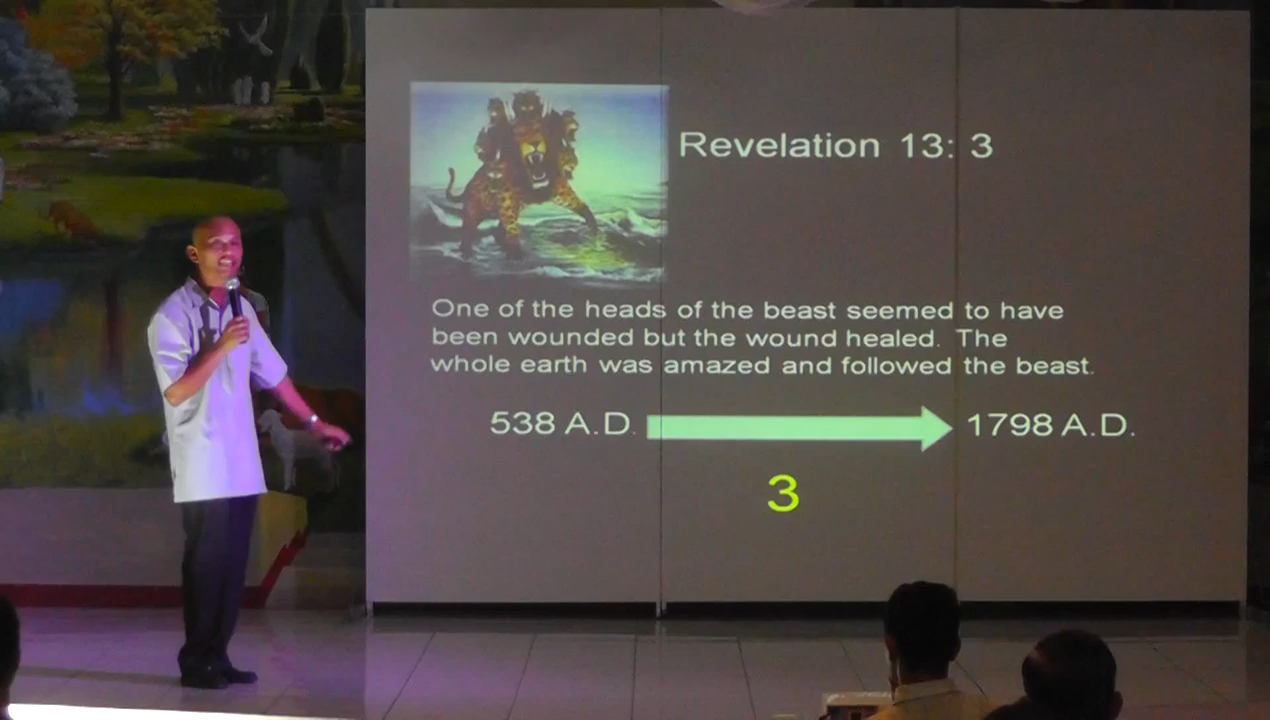 Revelation 13: 3
One of the heads of the beast seemed to have
been wounded but the wound healed. The
whole earth was amazed and followed the beast.
538 A.D. 1798 A.D.
3